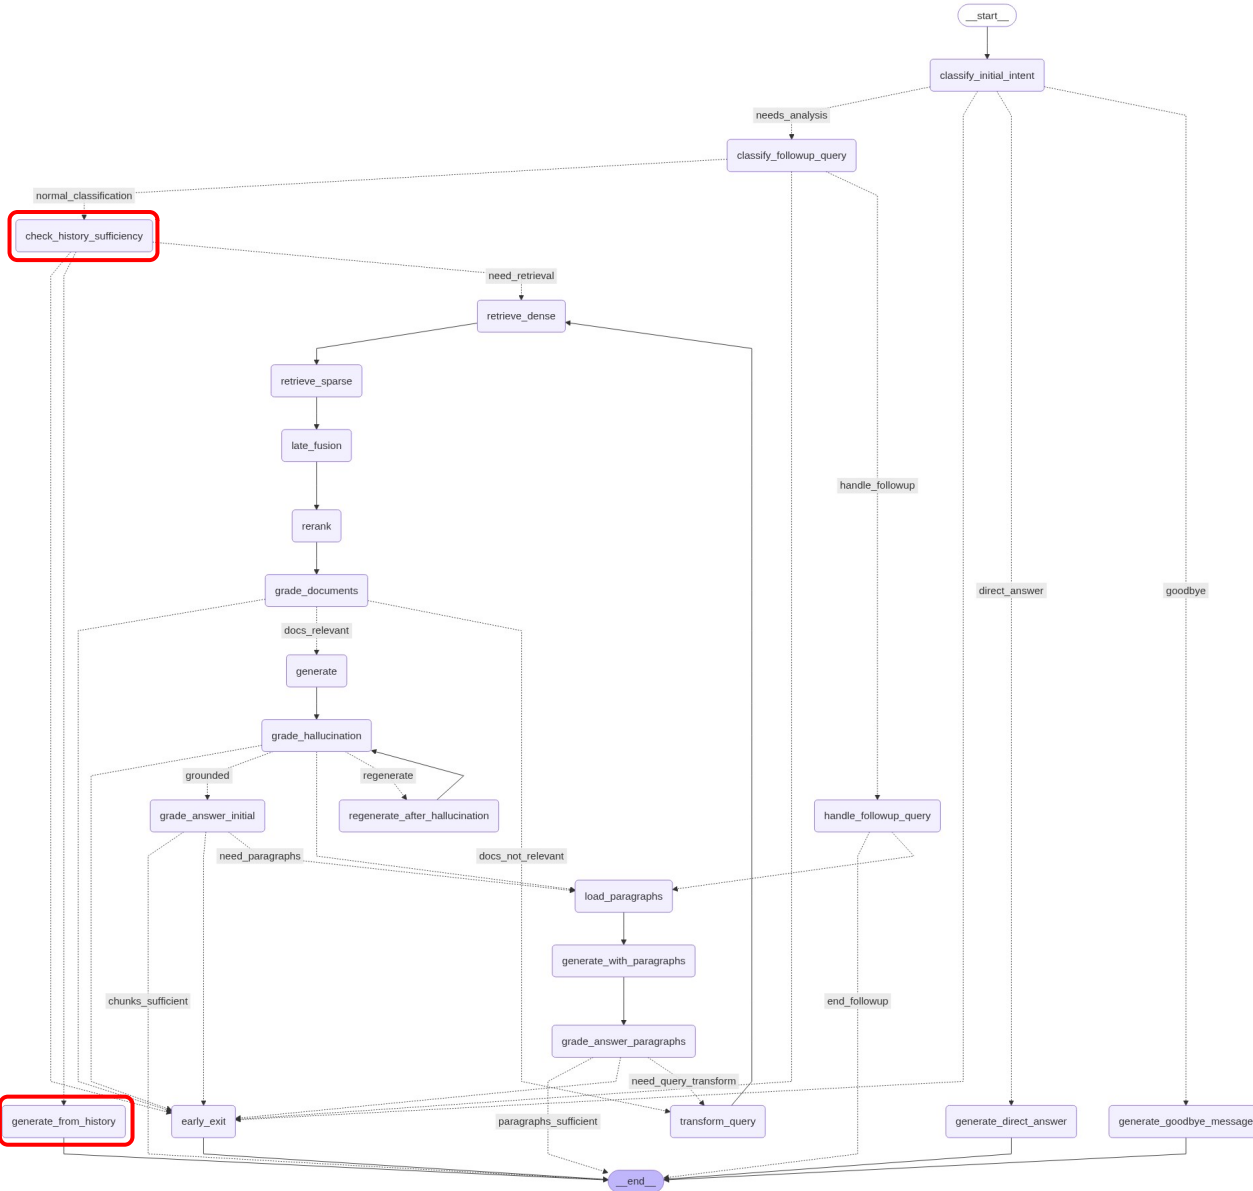 __start__
classify_initial_intent
needs_analysis
classify_followup_query
normal_classification
check_history_sufficiency
need_retrieval
retrieve_dense
retrieve_sparse
late_fusion
handle_followup
rerank
grade_documents
direct_answer
goodbye
docs_relevant
generate
grade_hallucination
grounded
regenerate
grade_answer_initial
regenerate_after_hallucination
handle_followup_query
need_paragraphs
docs_not_relevant
load_paragraphs
generate_with_paragraphs
chunks_sufficient
end_followup
grade_answer_paragraphs
need_query_transform
generate_from_history
early_exit
paragraphs_sufficient
transform_query
generate_direct_answer
generate_goodbye_message
__end__